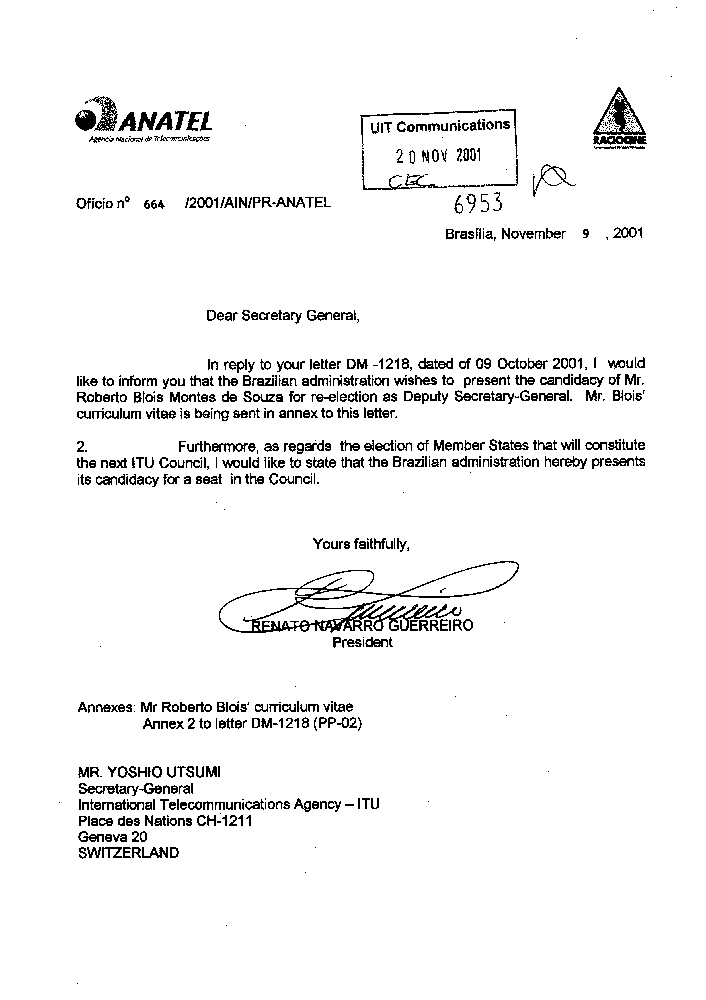 ANATEL
Agência Nacional de Telecomunicações
UIT Communications
20 NOV 2001
CEC
RACIOCINE
6953
Ofício nº 664 /2001/AIN/PR-ANATEL
Brasília, November 9 , 2001
Dear Secretary General,
In reply to your letter DM -1218, dated of 09 October 2001, I would
like to inform you that the Brazilian administration wishes to present the candidacy of Mr.
Roberto Blois Montes de Souza for re-election as Deputy Secretary-General. Mr. Blois'
curriculum vitae is being sent in annex to this letter.
2. Furthermore, as regards the election of Member States that will constitute
the next ITU Council, I would like to state that the Brazilian administration hereby presents
its candidacy for a seat in the Council.
Yours faithfully,
RENATO NAVARRO GUERREIRO
President
Annexes: Mr Roberto Blois' curriculum vitae
Annex 2 to letter DM-1218 (PP-02)
MR. YOSHIO UTSUMI
Secretary-General
International Telecommunications Agency – ITU
Place des Nations CH-1211
Geneva 20
SWITZERLAND